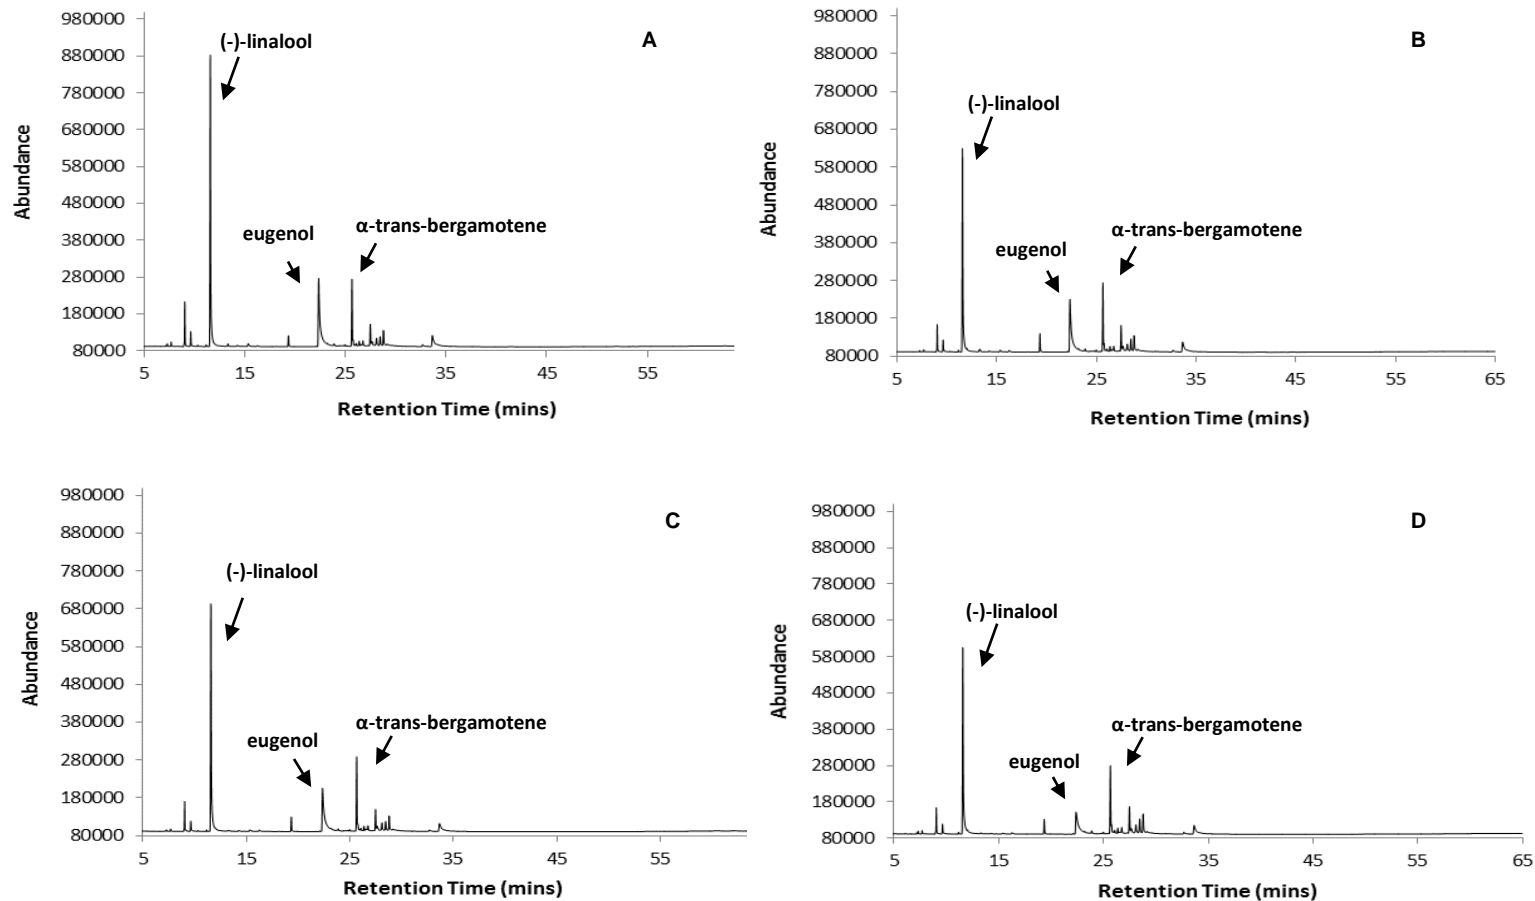 A
980000
880000
780000
680000
580000
480000
380000
280000
180000
80000
Abundance
(-)-linalool
eugenol
α-trans-bergamotene
5 15 25 35 45 55
Retention Time (mins)
B
980000
880000
780000
680000
580000
480000
380000
280000
180000
80000
Abundance
(-)-linalool
eugenol
α-trans-bergamotene
5 15 25 35 45 55 65
Retention Time (mins)
C
980000
880000
780000
680000
580000
480000
380000
280000
180000
80000
Abundance
(-)-linalool
eugenol
α-trans-bergamotene
5 15 25 35 45 55
Retention Time (mins)
D
980000
880000
780000
680000
580000
480000
380000
280000
180000
80000
Abundance
(-)-linalool
eugenol
α-trans-bergamotene
5 15 25 35 45 55 65
Retention Time (mins)